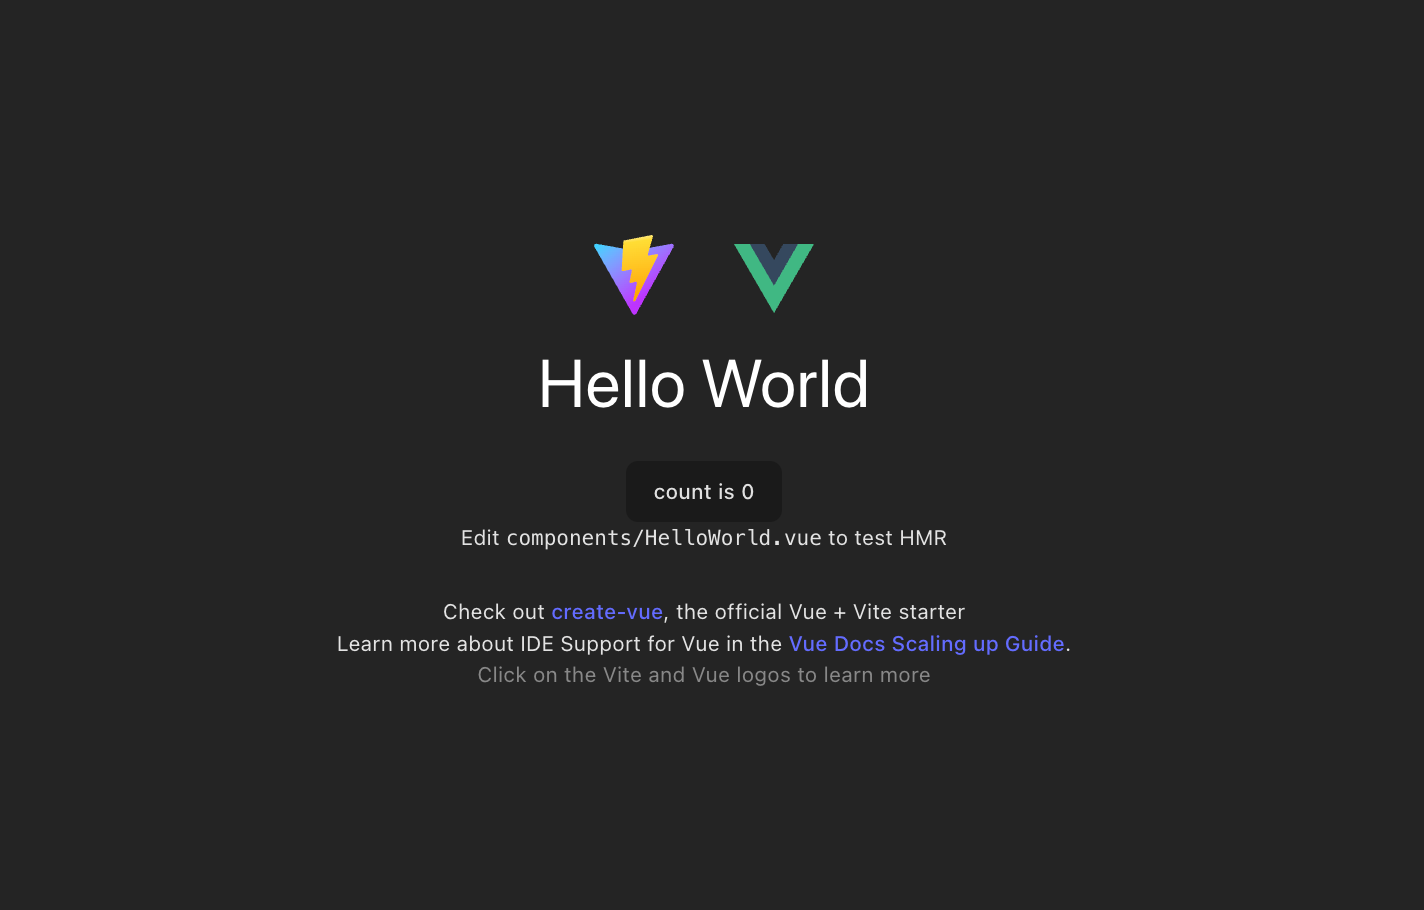 Hello World
count is 0
Edit components/HelloWorld.vue to test HMR
Check out create-vue, the official Vue + Vite starter
Learn more about IDE Support for Vue in the Vue Docs Scaling up Guide.
Click on the Vite and Vue logos to learn more